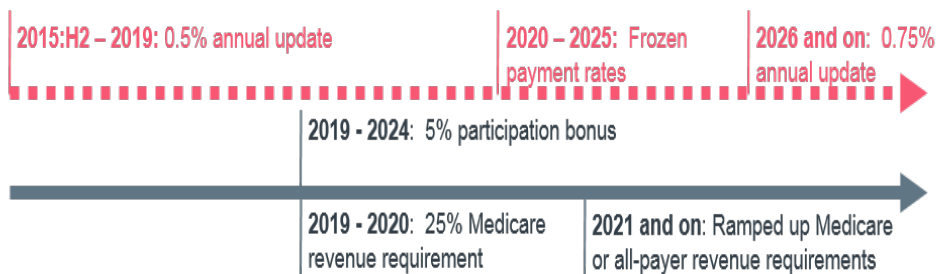 2015:H2 – 2019: 0.5% annual update
2020 – 2025: Frozen
payment rates
2026 and on: 0.75%
annual update
2019 - 2024: 5% participation bonus
2019 - 2020: 25% Medicare
revenue requirement
2021 and on: Ramped up Medicare
or all-payer revenue requirements